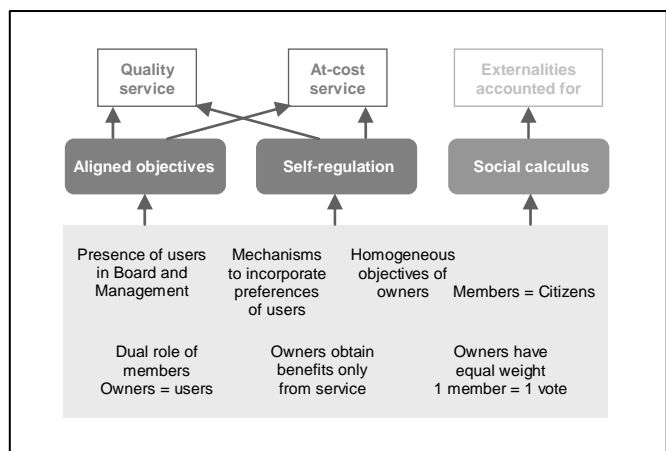 Quality
service
At-cost
service
Externalities
accounted for
Aligned objectives
Self-regulation
Social calculus
Presence of users
in Board and
Management
Mechanisms
to incorporate
preferences
of users
Homogeneous
objectives of
owners
Members = Citizens
Dual role of
members
Owners = users
Owners obtain
benefits only
from service
Owners have
equal weight
1 member = 1 vote